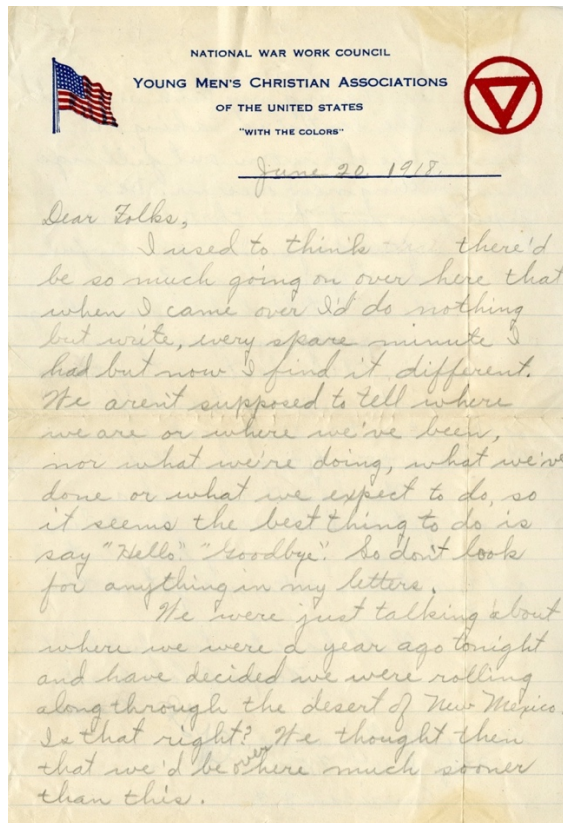 NATIONAL WAR WORK COUNCIL
YOUNG MEN'S CHRISTIAN ASSOCIATIONS
OF THE UNITED STATES
"WITH THE COLORS"
June 20 1918.
Dear Folks,
I used to think there'd
be so much going on over here that
when I came over I'd do nothing
but write, every spare minute I
had but now I find it different.
We aren't supposed to tell where
we are or where we've been,
nor what we're doing, what we've
done or what we expect to do, so
it seems the best thing to do is
say "Hello" "Goodbye". So don't look
for anything in my letters.
We were just talking about
where we were a year ago tonight
and have decided we were rolling
along through the desert of New Mexico.
Is that right? We thought then
that we'd be over here much sooner
than this.